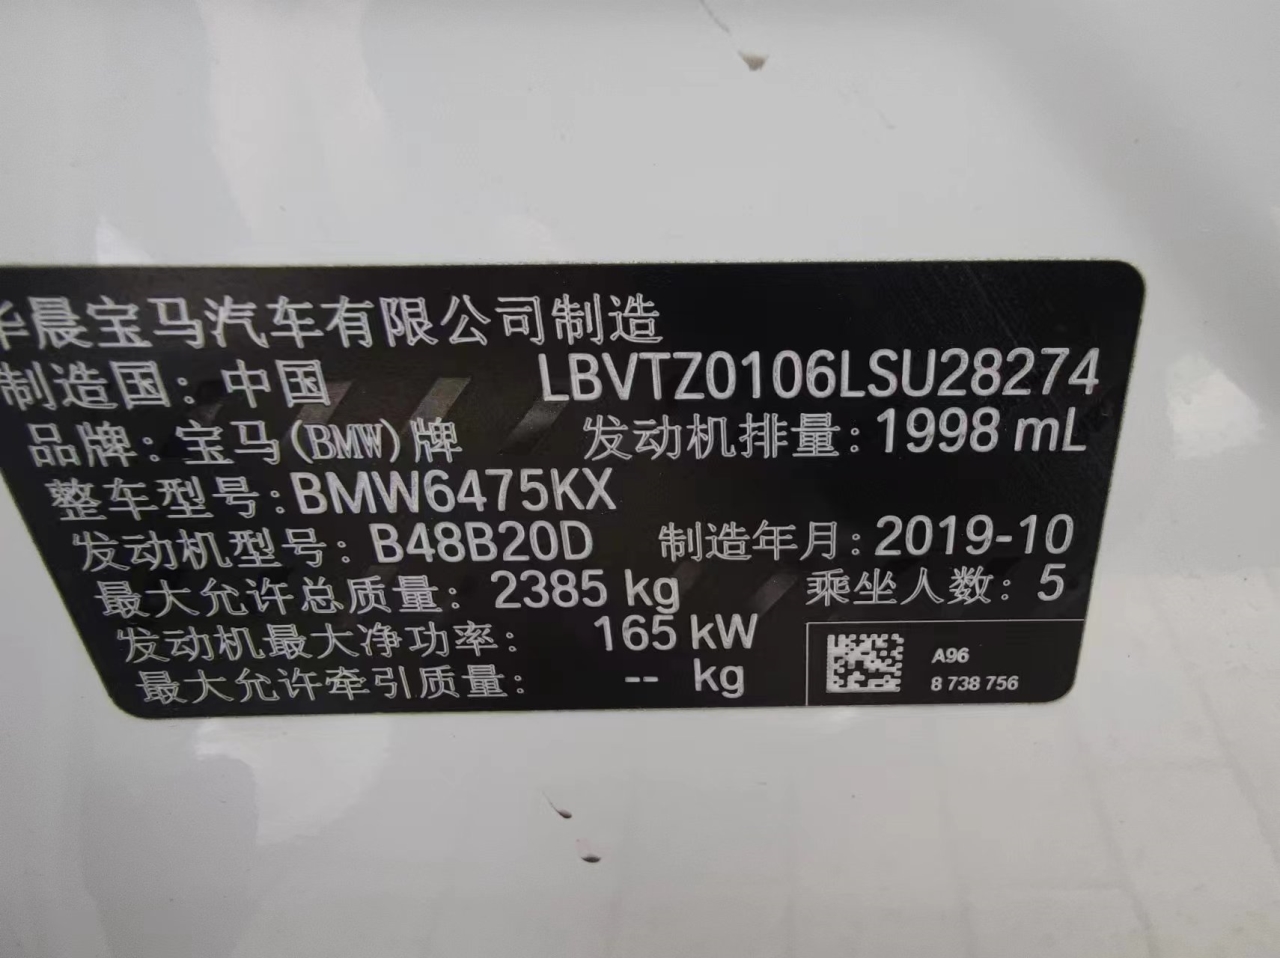 华晨宝马汽车有限公司制造
制造国: 中国 LBVTZ0106LSU28274
品牌: 宝马(BMW)牌 发动机排量: 1998 mL
整车型号: BMW6475KX
发动机型号: B48B20D 制造年月: 2019-10
最大允许总质量: 2385 kg 乘坐人数: 5
发动机最大净功率: 165 kW
最大允许牵引质量: -- kg
A96
8 738 756